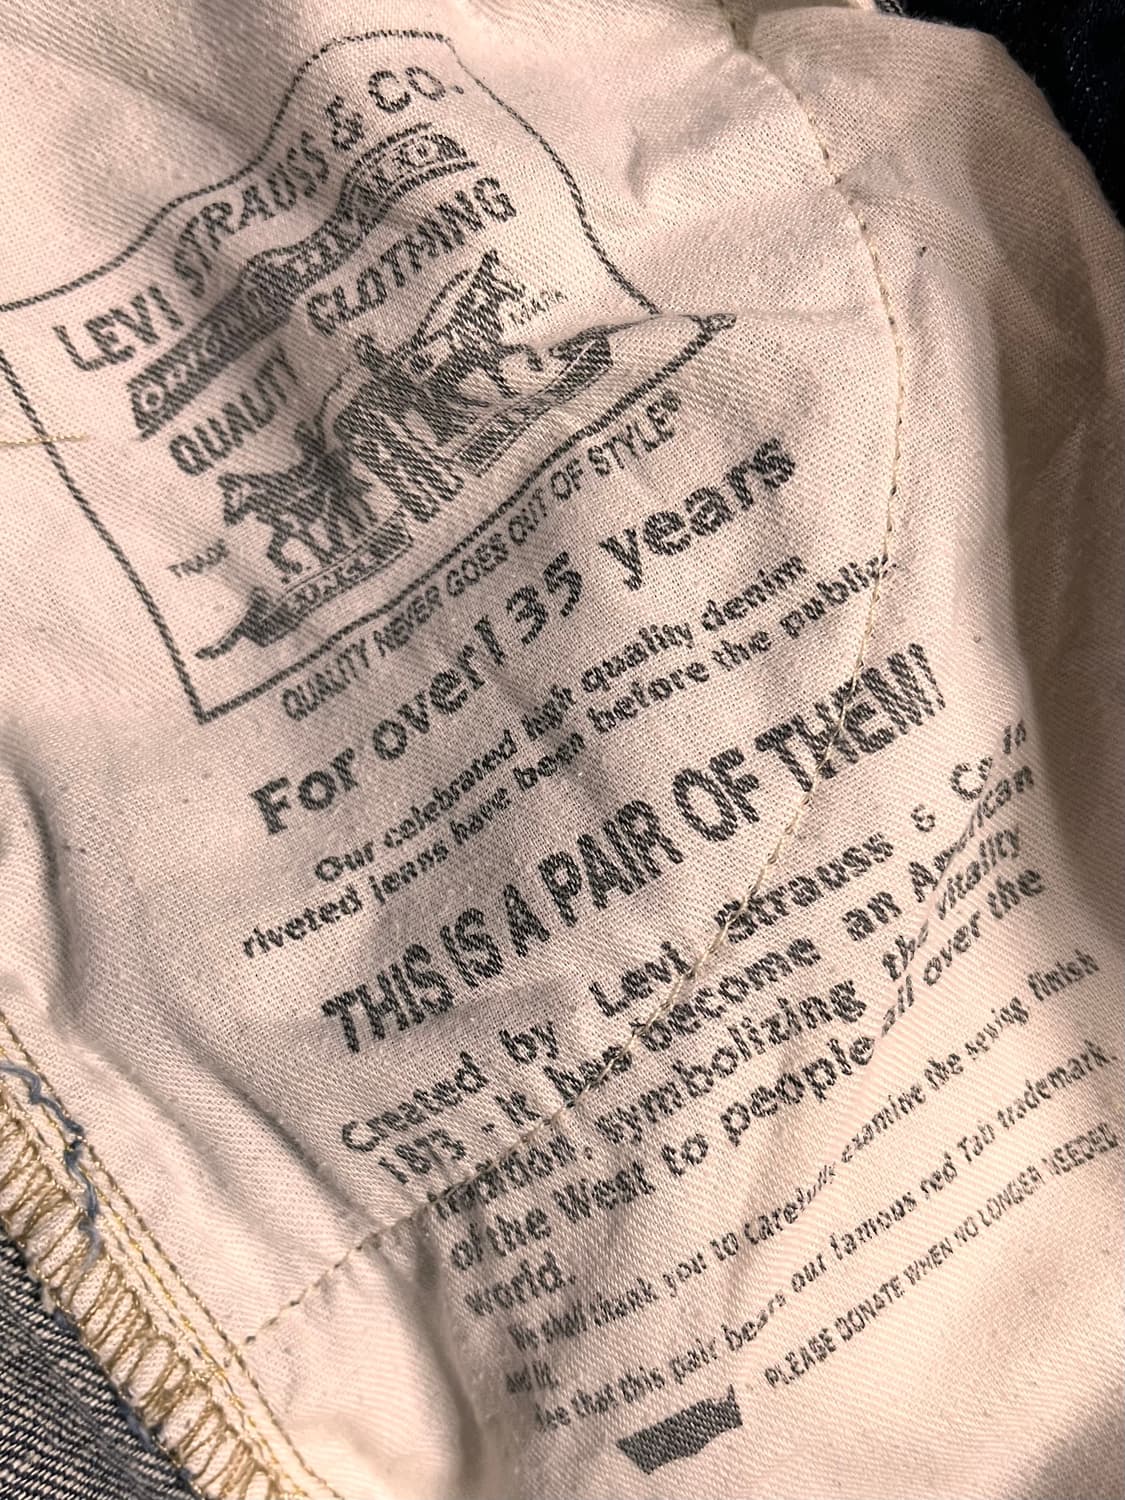 LEVI STRAUSS & CO.
QUALITY CLOTHING
TRADE MARK
QUALITY NEVER GOES OUT OF STYLE®
For over 135 years
Our celebrated high quality denim
riveted jeans have been before the public.
THIS IS A PAIR OF THEM!
Created by Levi Strauss & Co in
1873 - it has become an American
tradition, symbolizing the vitality
of the West to people all over the
world.
We shall thank you to carefully examine the sewing finish
and fit.
See that this pair bears our famous red Tab trademark.
PLEASE DONATE WHEN NO LONGER NEEDED